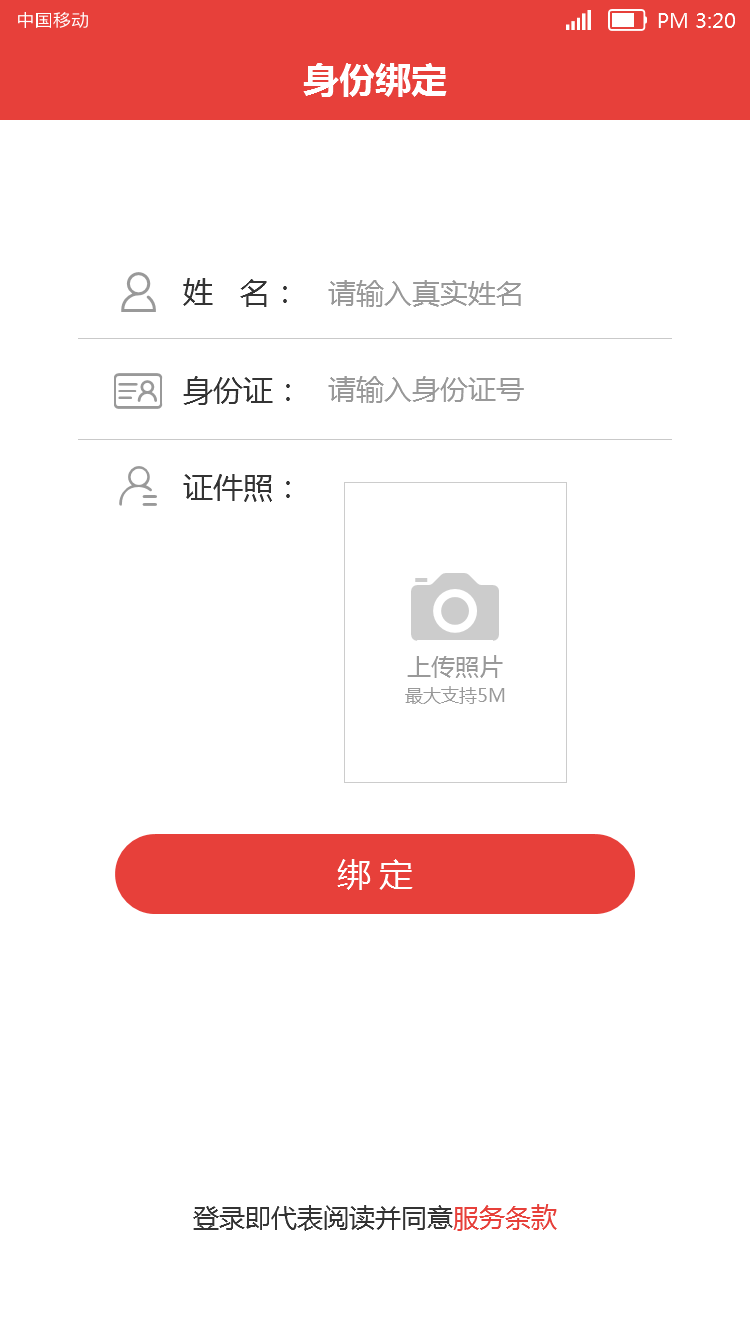 中国移动 PM 3:20
身份绑定
姓 名： 请输入真实姓名
身份证： 请输入身份证号
证件照：
上传照片
最大支持5M
绑 定
登录即代表阅读并同意服务条款